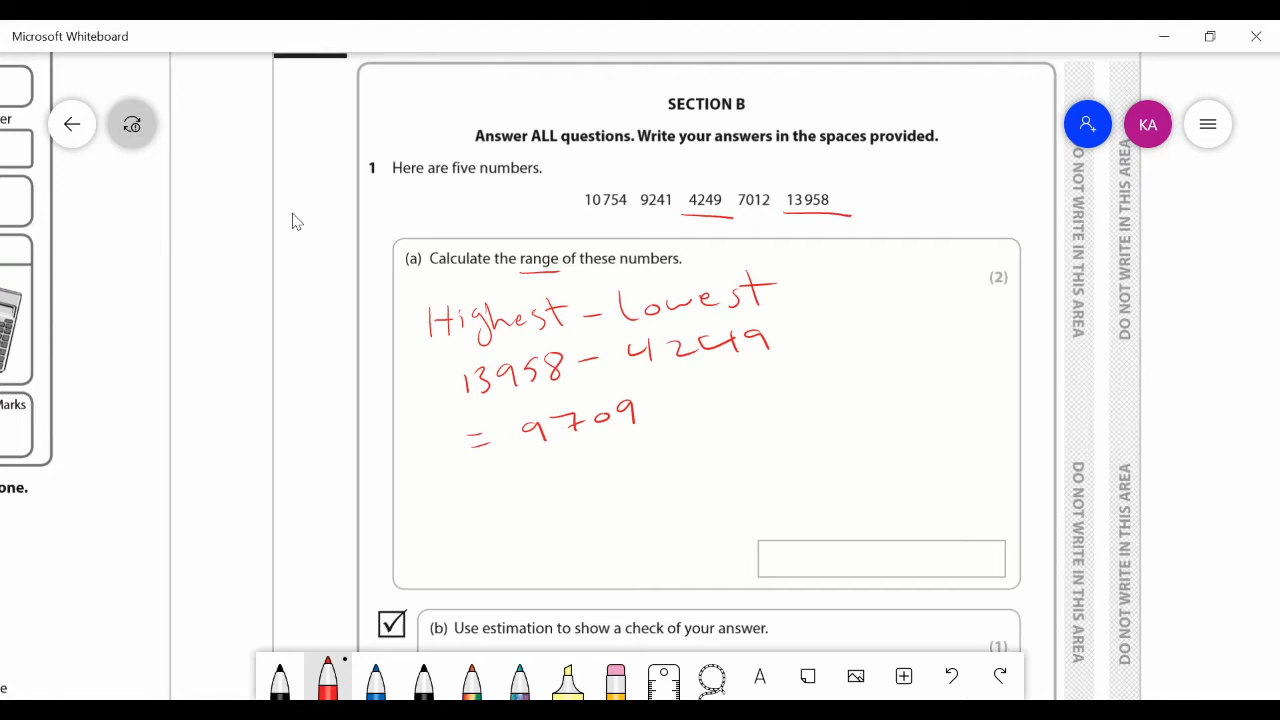 Microsoft Whiteboard
er
Marks
one.
e
KA
SECTION B
Answer ALL questions. Write your answers in the spaces provided.
1 Here are five numbers.
10754 9241 4249 7012 13958
(a) Calculate the range of these numbers.
(2)
Highest - Lowest
13958 - 4249
= 9709
(b) Use estimation to show a check of your answer.
(1)
DO NOT WRITE IN THIS AREA
DO NOT WRITE IN THIS AREA
DO NOT WRITE IN THIS AREA
DO NOT WRITE IN THIS AREA
A